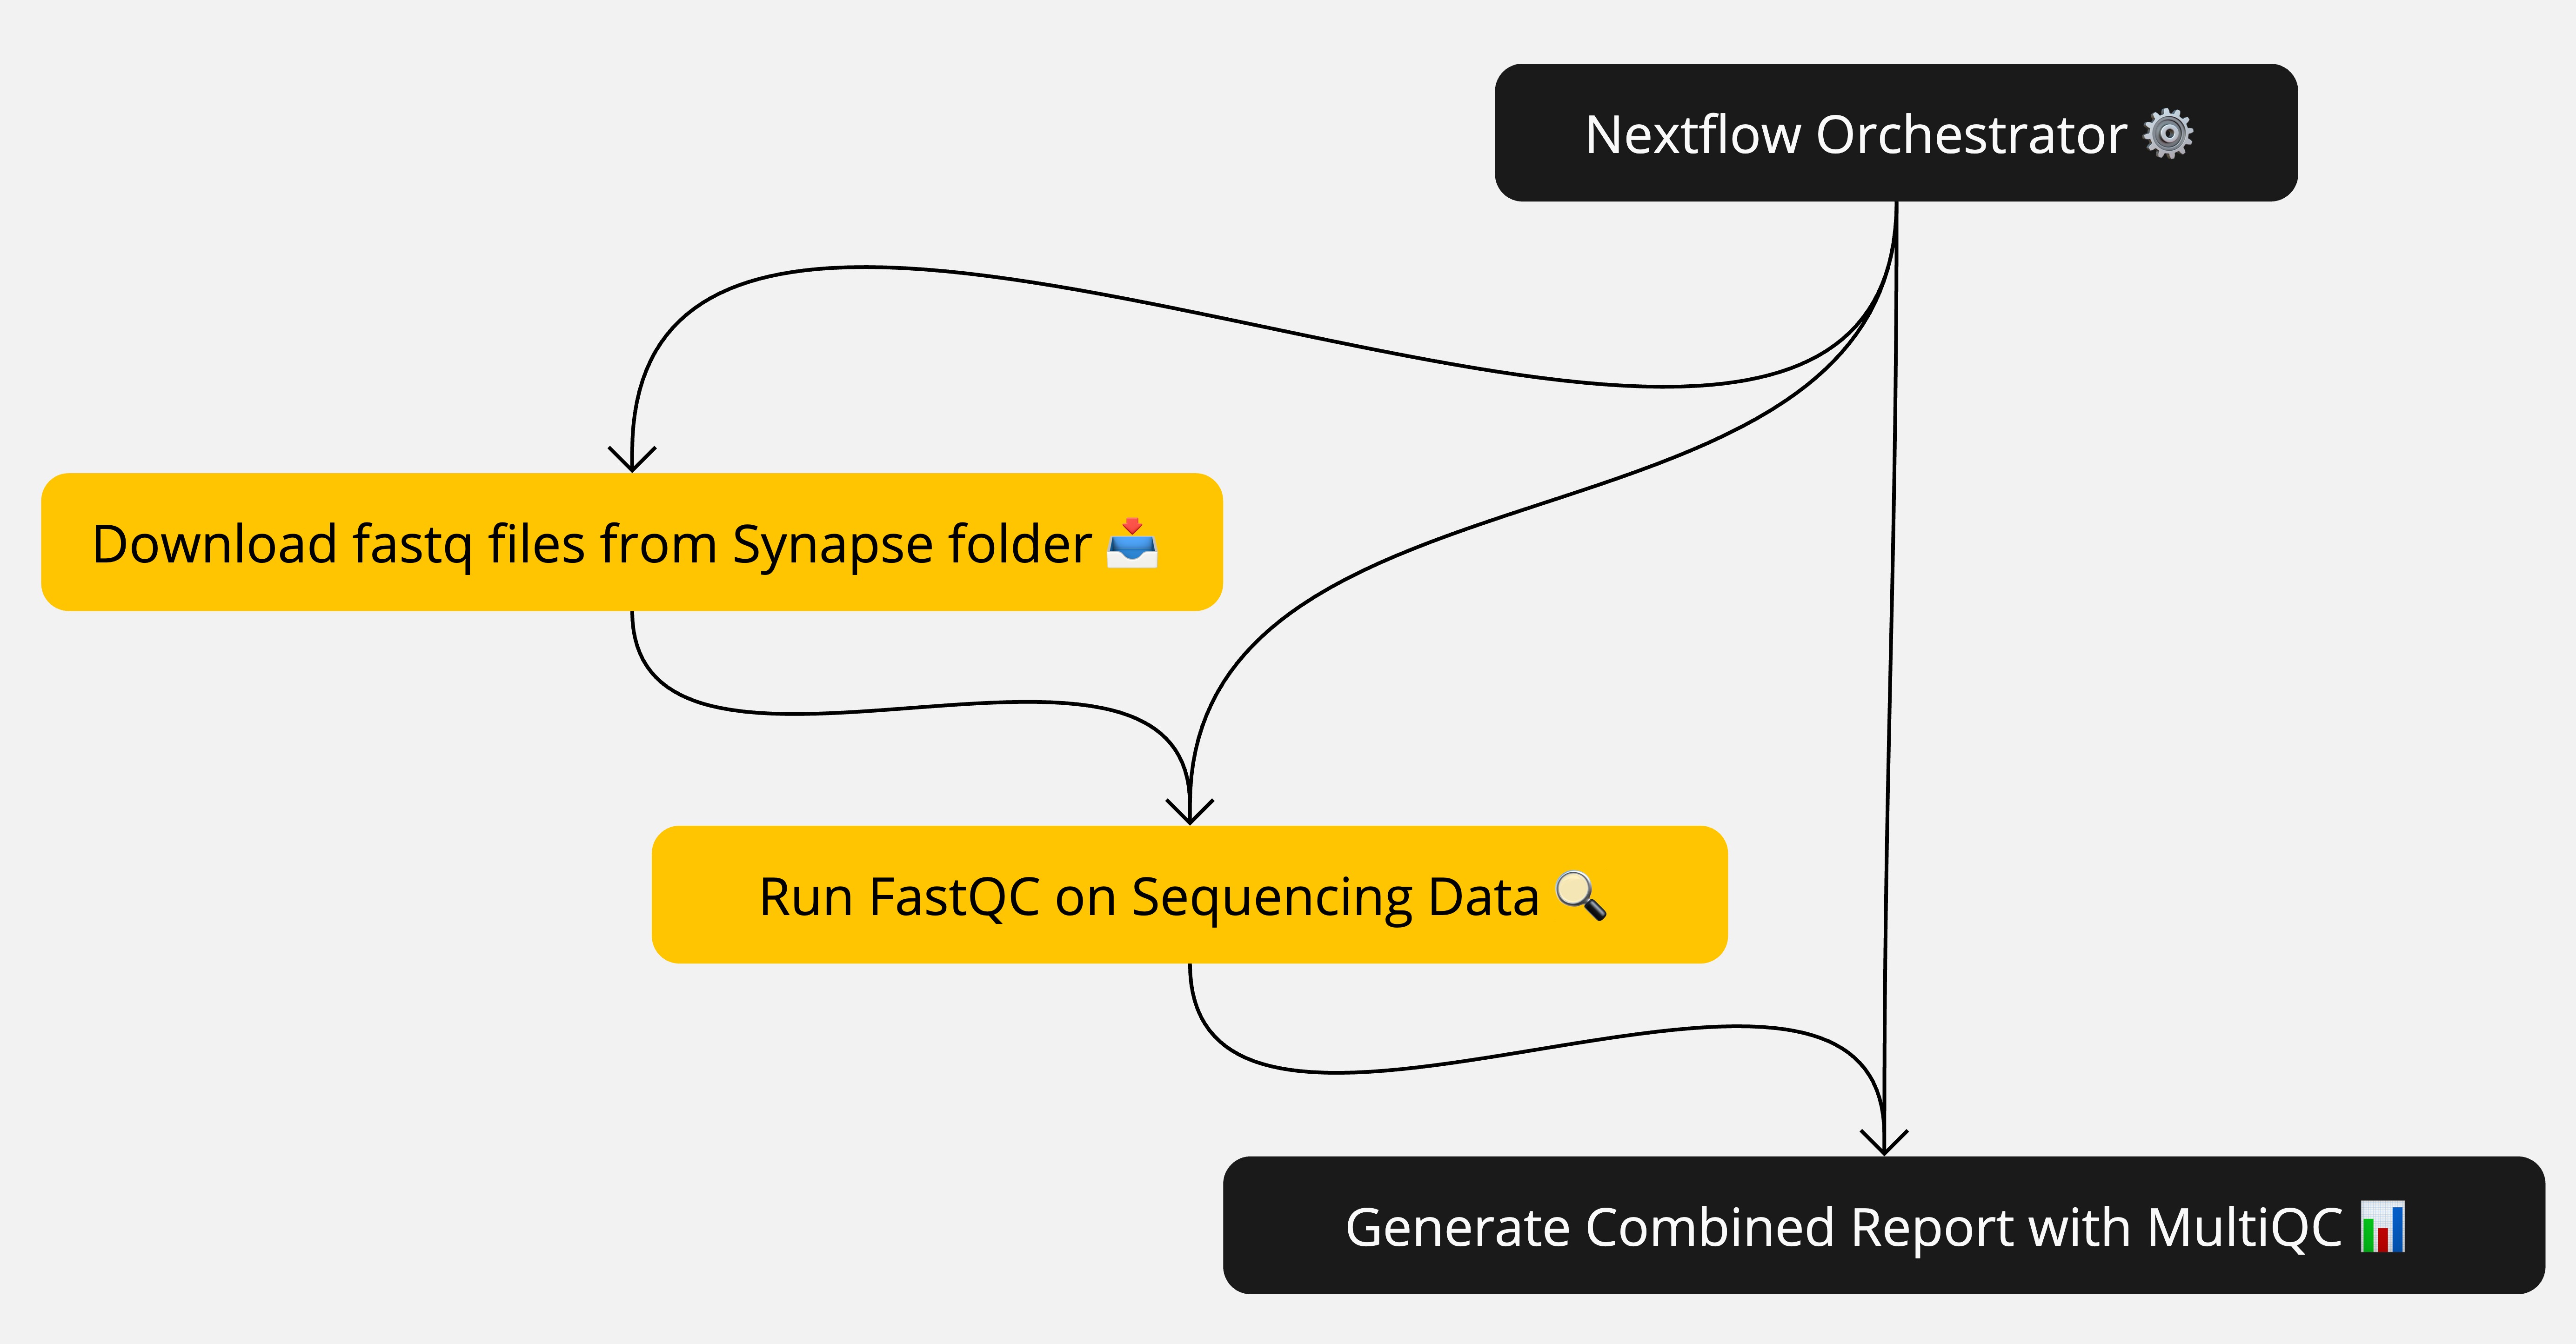 Nextflow Orchestrator ⚙️
Download fastq files from Synapse folder 📥
Run FastQC on Sequencing Data 🔍
Generate Combined Report with MultiQC 📊